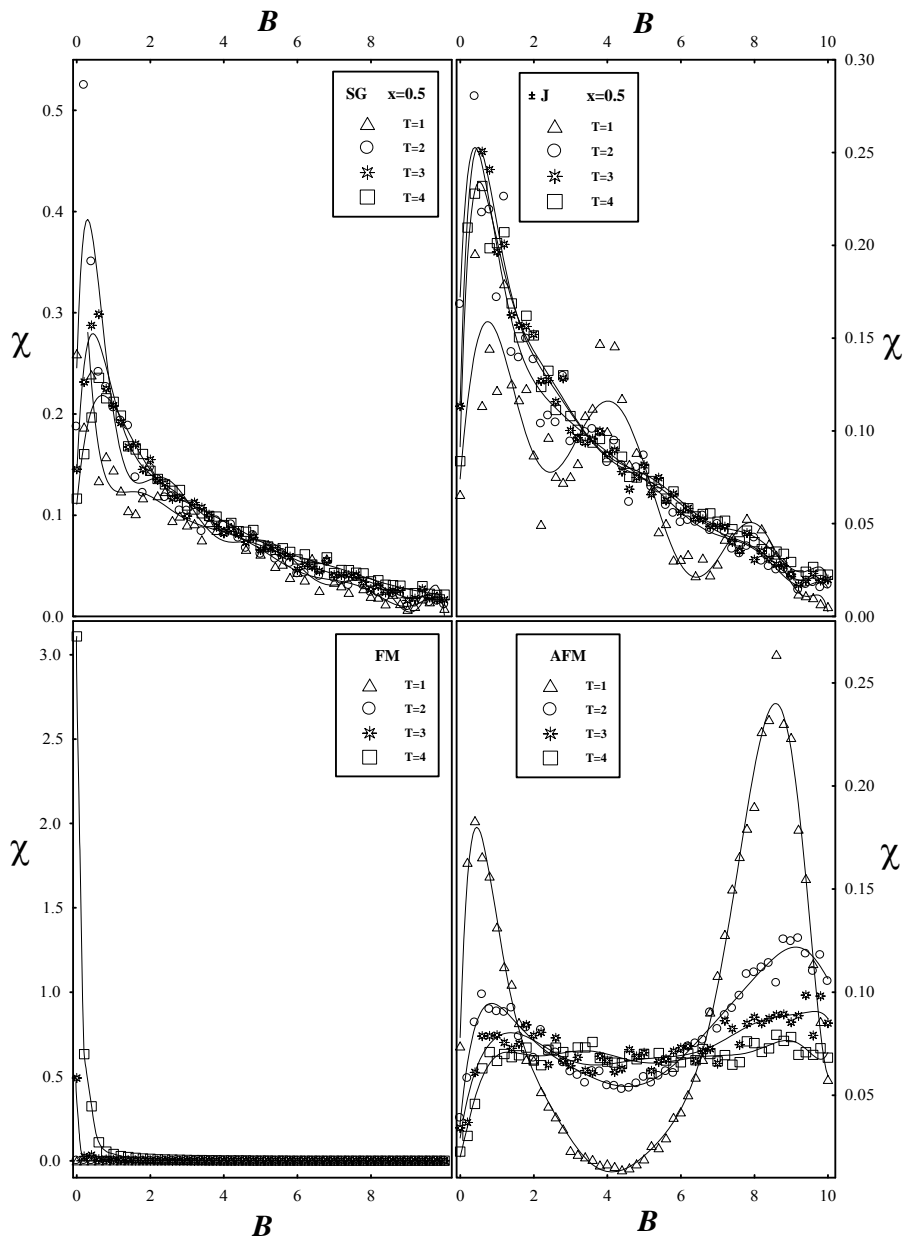 B B
0 2 4 6 8 0 2 4 6 8 10
0.5
0.4
0.3
0.2
0.1
0.0
χ
SG x=0.5
T=1
T=2
T=3
T=4
± J x=0.5
T=1
T=2
T=3
T=4
0.30
0.25
0.20
0.15
0.10
0.05
0.00
χ
3.0
2.5
2.0
1.5
1.0
0.5
0.0
χ
FM
T=1
T=2
T=3
T=4
AFM
T=1
T=2
T=3
T=4
0.25
0.20
0.15
0.10
0.05
χ
0 2 4 6 8 0 2 4 6 8 10
B B